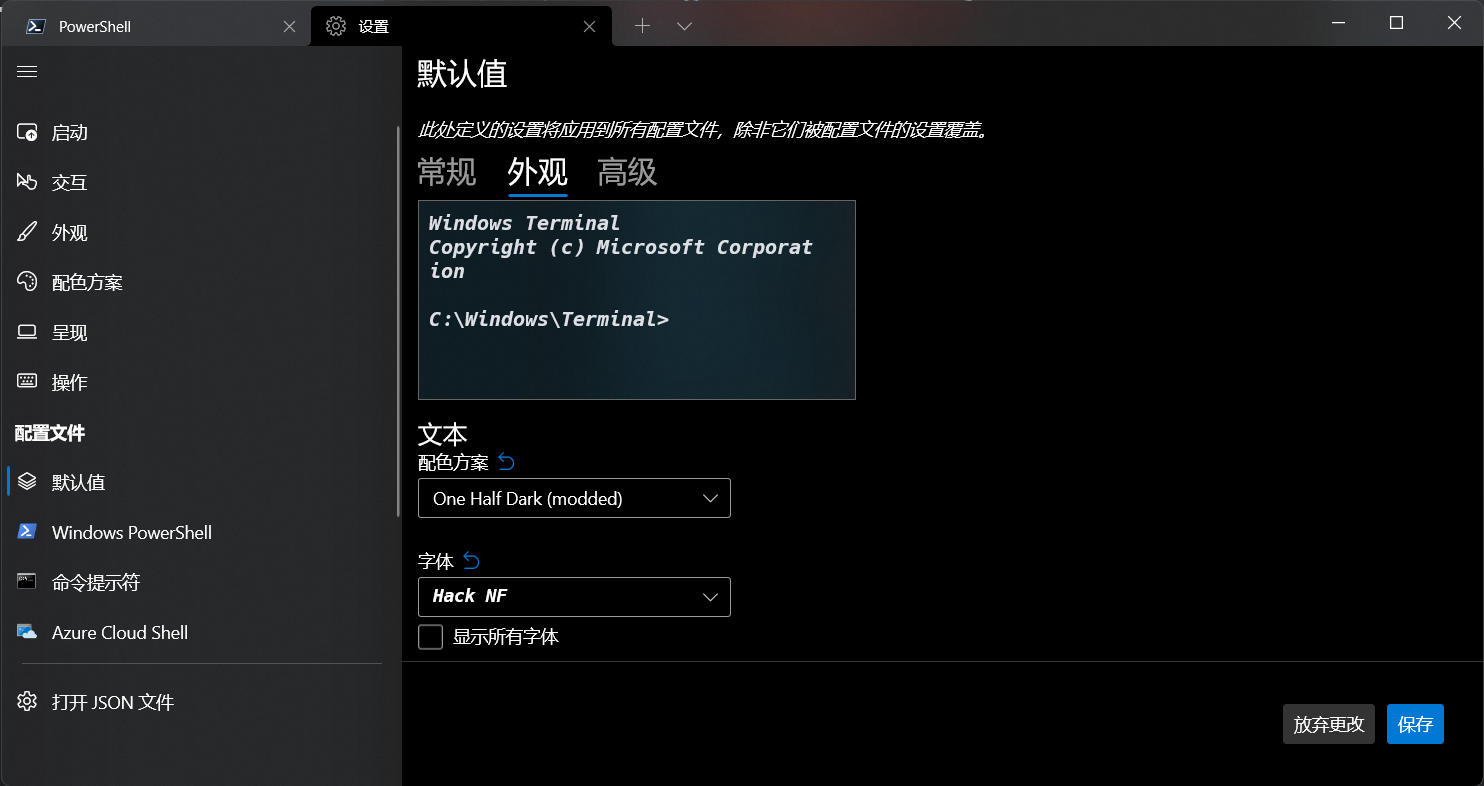 PowerShell
设置
默认值
此处定义的设置将应用到所有配置文件，除非它们被配置文件的设置覆盖。
常规 外观 高级
启动
交互
外观
配色方案
呈现
操作
配置文件
默认值
Windows PowerShell
命令提示符
Azure Cloud Shell
打开 JSON 文件
Windows Terminal
Copyright (c) Microsoft Corporat
ion
C:\Windows\Terminal>
文本
配色方案
One Half Dark (modded)
字体
Hack NF
显示所有字体
放弃更改 保存